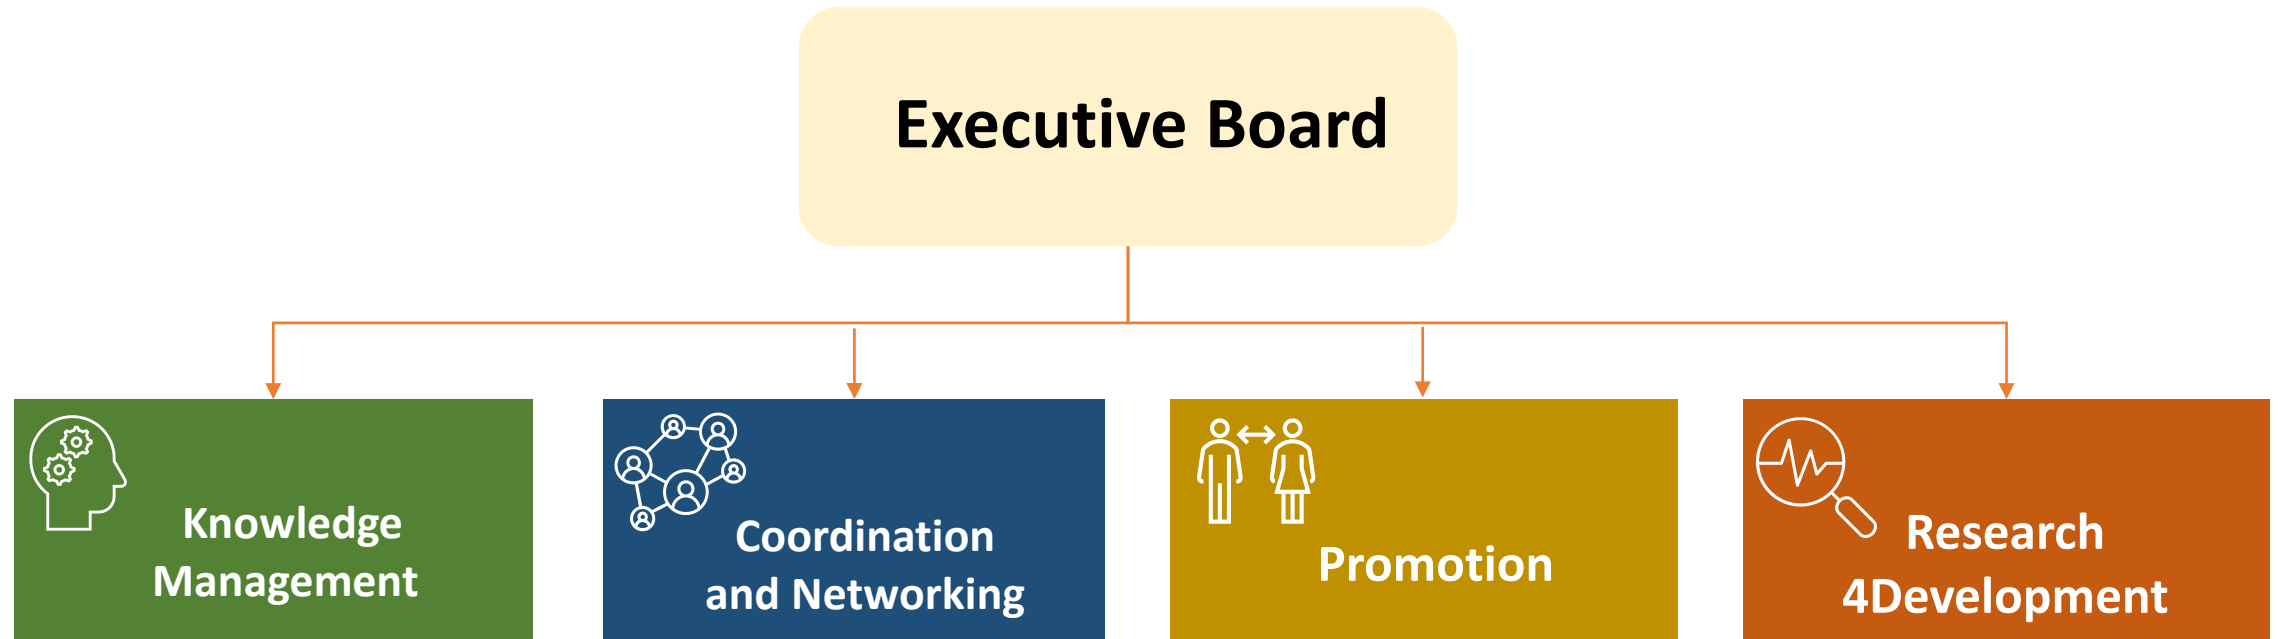 Executive Board
Knowledge
Management
Coordination
and Networking
Promotion
Research
4Development